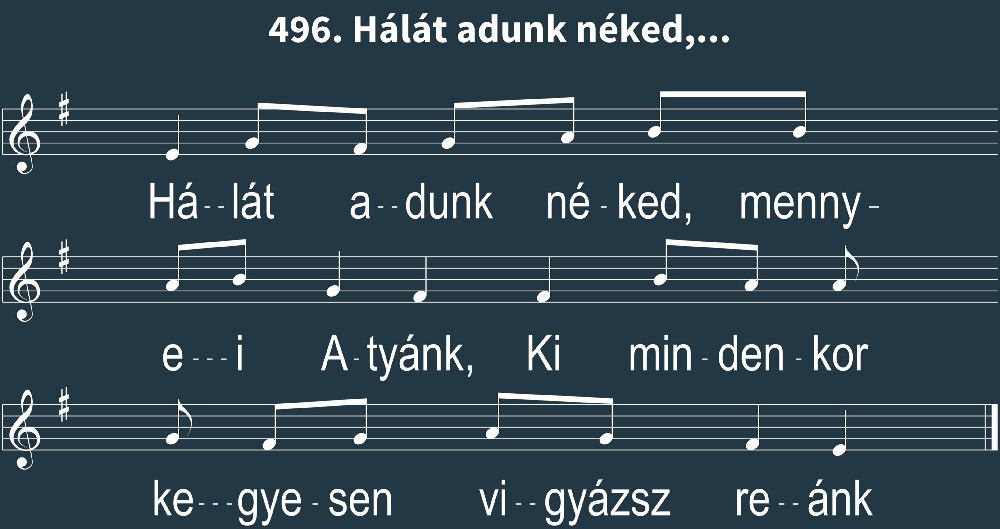 496. Hálát adunk néked,...
Há--lát a--dunk né-ked, menny-
e---i A-tyánk, Ki min-den-kor
ke---gye-sen vi--gyázsz re--ánk